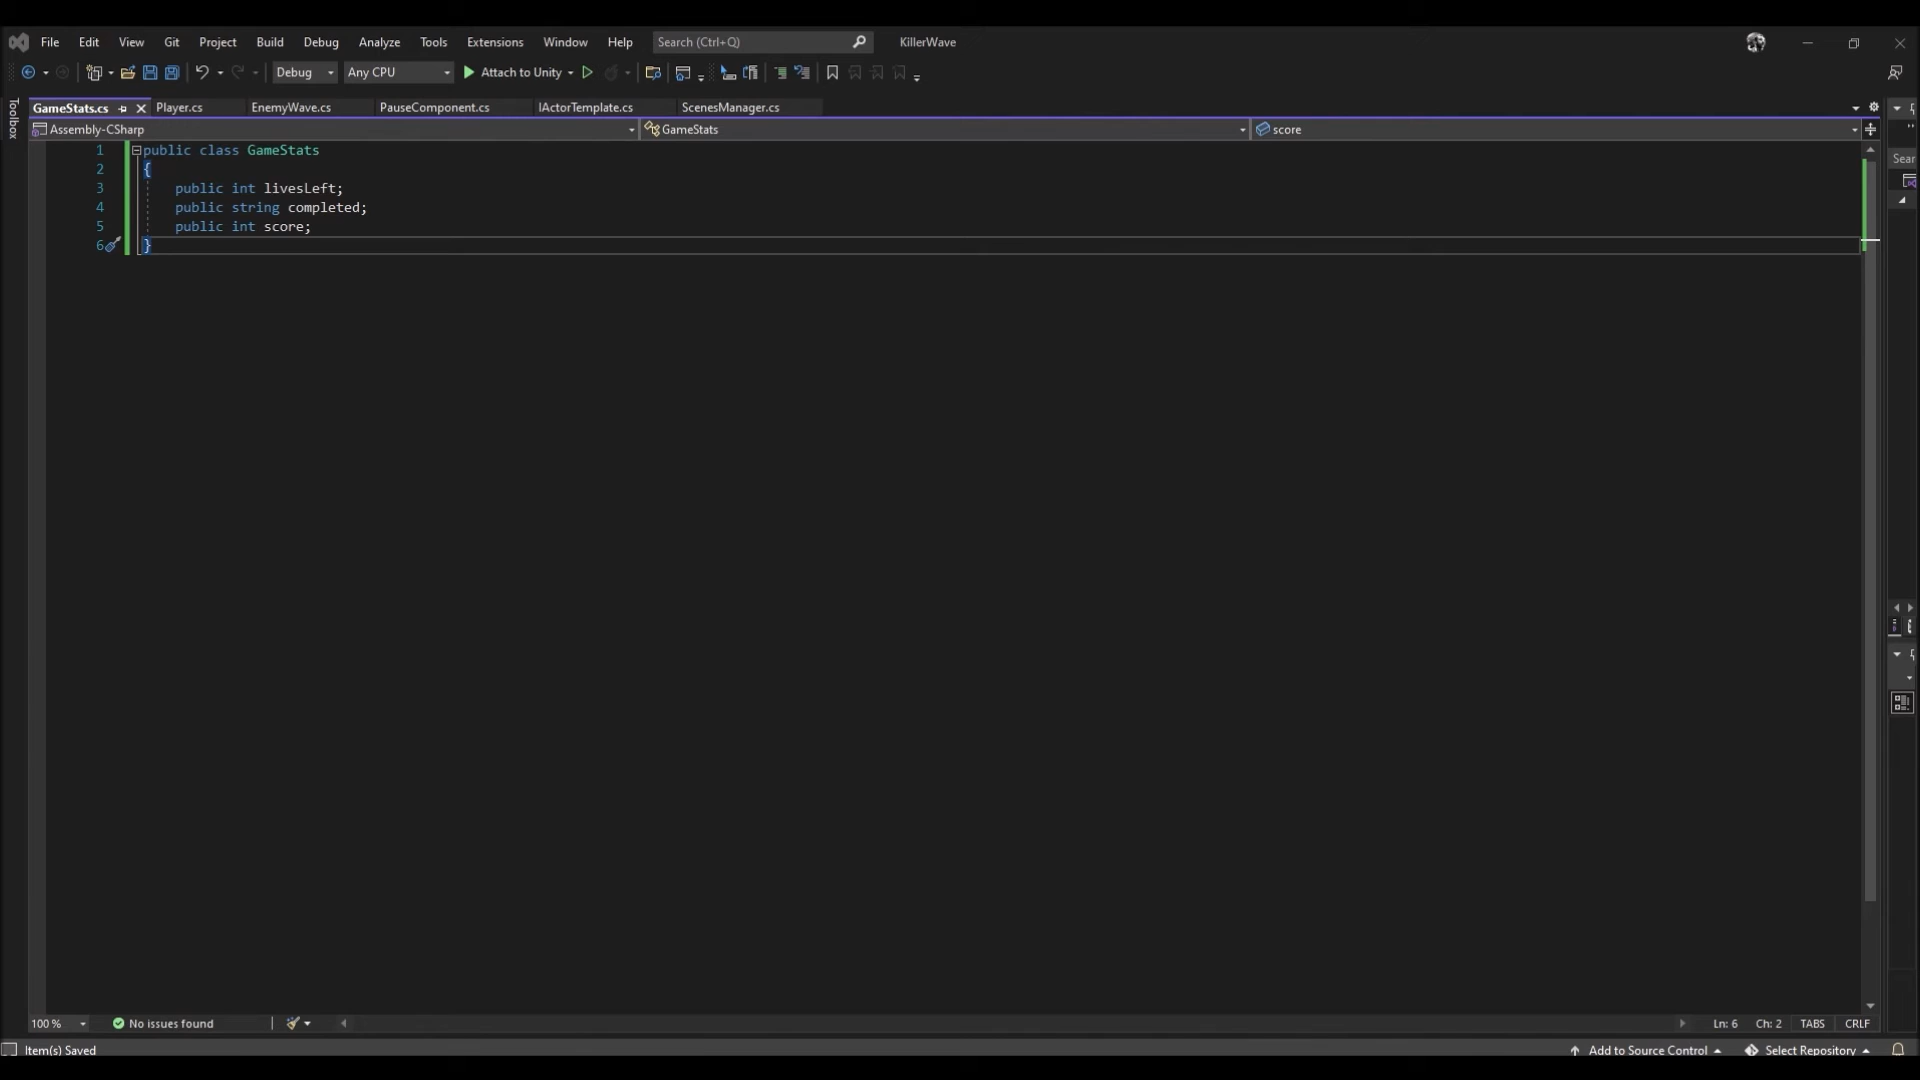 File Edit View Git Project Build Debug Analyze Tools Extensions Window Help Search (Ctrl+Q) KillerWave
Debug Any CPU Attach to Unity
Toolbox
GameStats.cs Player.cs EnemyWave.cs PauseComponent.cs IActorTemplate.cs ScenesManager.cs
Assembly-CSharp GameStats score
Sear
1 public class GameStats
2 {
3 public int livesLeft;
4 public string completed;
5 public int score;
6 }
100 % No issues found Ln: 6 Ch: 2 TABS CRLF
Item(s) Saved Add to Source Control Select Repository